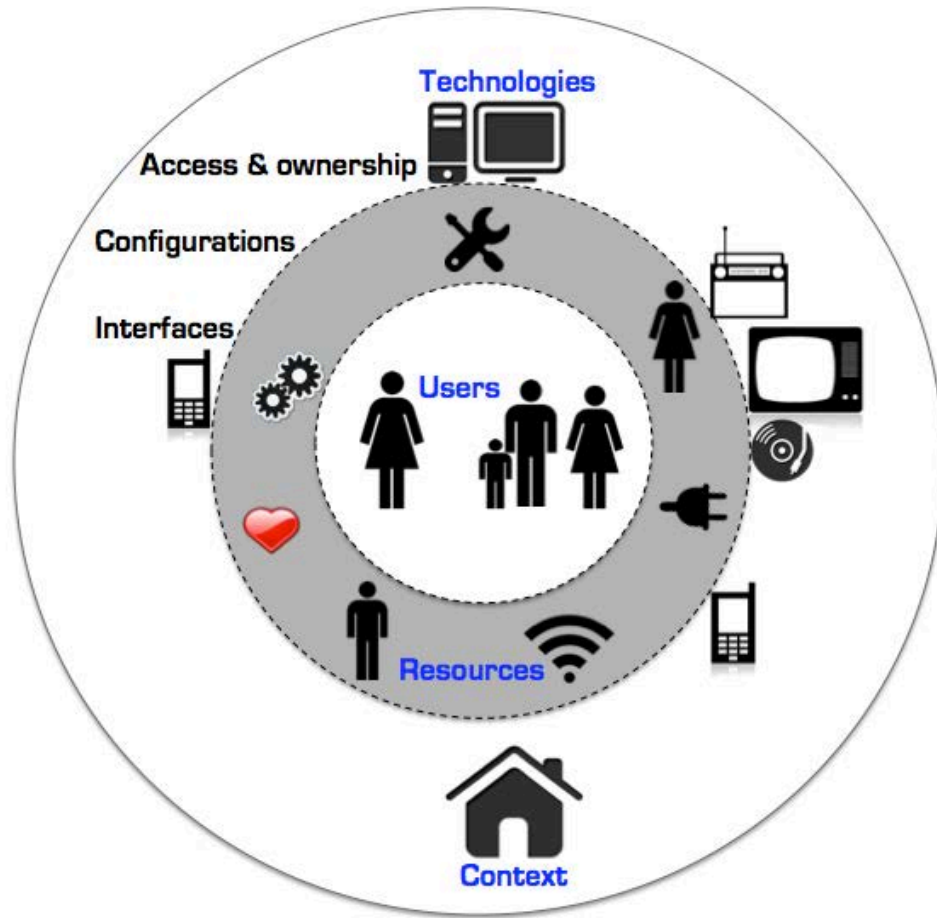 Technologies
Access & ownership
Configurations
Interfaces
Users
Resources
Context